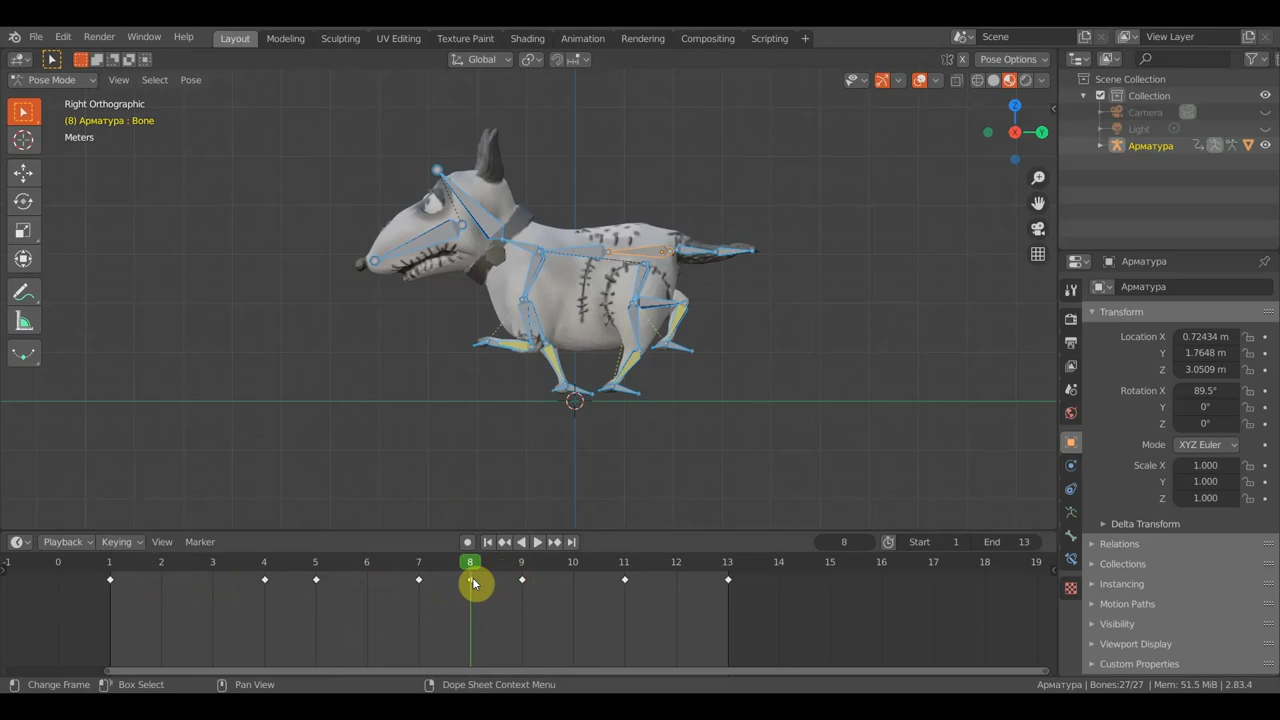 File Edit Render Window Help Layout Modeling Sculpting UV Editing Texture Paint Shading Animation Rendering Compositing Scripting + Scene View Layer
Global Pose Options
Pose Mode View Select Pose
Right Orthographic
(8) Арматура : Bone
Meters
Z
X
Y
Scene Collection
Collection
Camera
Light
Арматура
Арматура
Арматура
Transform
Location X 0.72434 m
Y 1.7648 m
Z 3.0509 m
Rotation X 89.5°
Y 0°
Z 0°
Mode XYZ Euler
Scale X 1.000
Y 1.000
Z 1.000
Delta Transform
Relations
Collections
Instancing
Motion Paths
Visibility
Viewport Display
Custom Properties
Playback Keying View Marker 8 Start 1 End 13
-1 0 1 2 3 4 5 6 7 8 9 10 11 12 13 14 15 16 17 18 19
Change Frame Box Select Pan View Dope Sheet Context Menu Арматура | Bones:27/27 | Mem: 51.5 MiB | 2.83.4